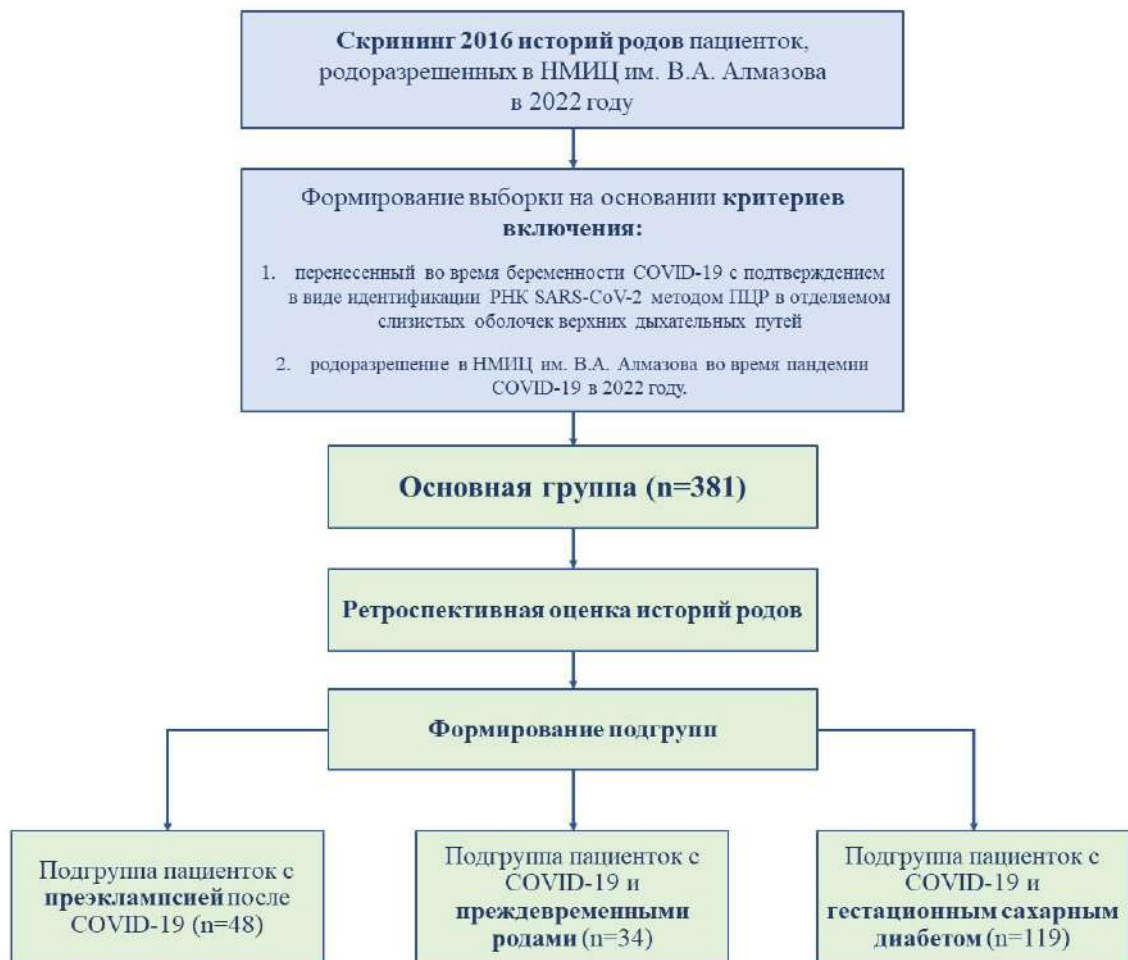 Скрининг 2016 историй родов пациенток,
родоразрешенных в НМИЦ им. В.А. Алмазова
в 2022 году
Формирование выборки на основании критериев
включения:
1. перенесенный во время беременности COVID-19 с подтверждением
в виде идентификации РНК SARS-CoV-2 методом ПЦР в отделяемом
слизистых оболочек верхних дыхательных путей
2. родоразрешение в НМИЦ им. В.А. Алмазова во время пандемии
COVID-19 в 2022 году.
Основная группа (n=381)
Ретроспективная оценка историй родов
Формирование подгрупп
Подгруппа пациенток с
преэклампсией после
COVID-19 (n=48)
Подгруппа пациенток с
COVID-19 и
преждевременными
родами (n=34)
Подгруппа пациенток с
COVID-19 и
гестационным сахарным
диабетом (n=119)